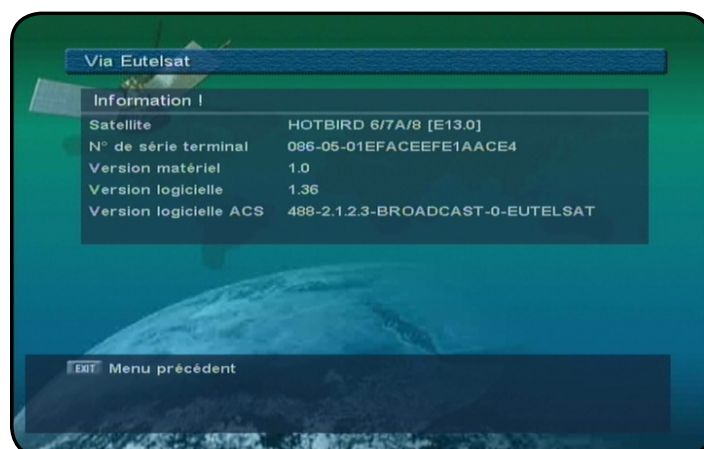 Via Eutelsat
Information !
Satellite HOTBIRD 6/7A/8 [E13.0]
N° de série terminal 086-05-01EFACEEFE1AACE4
Version matériel 1.0
Version logicielle 1.36
Version logicielle ACS 488-2.1.2.3-BROADCAST-0-EUTELSAT
EXIT Menu précédent